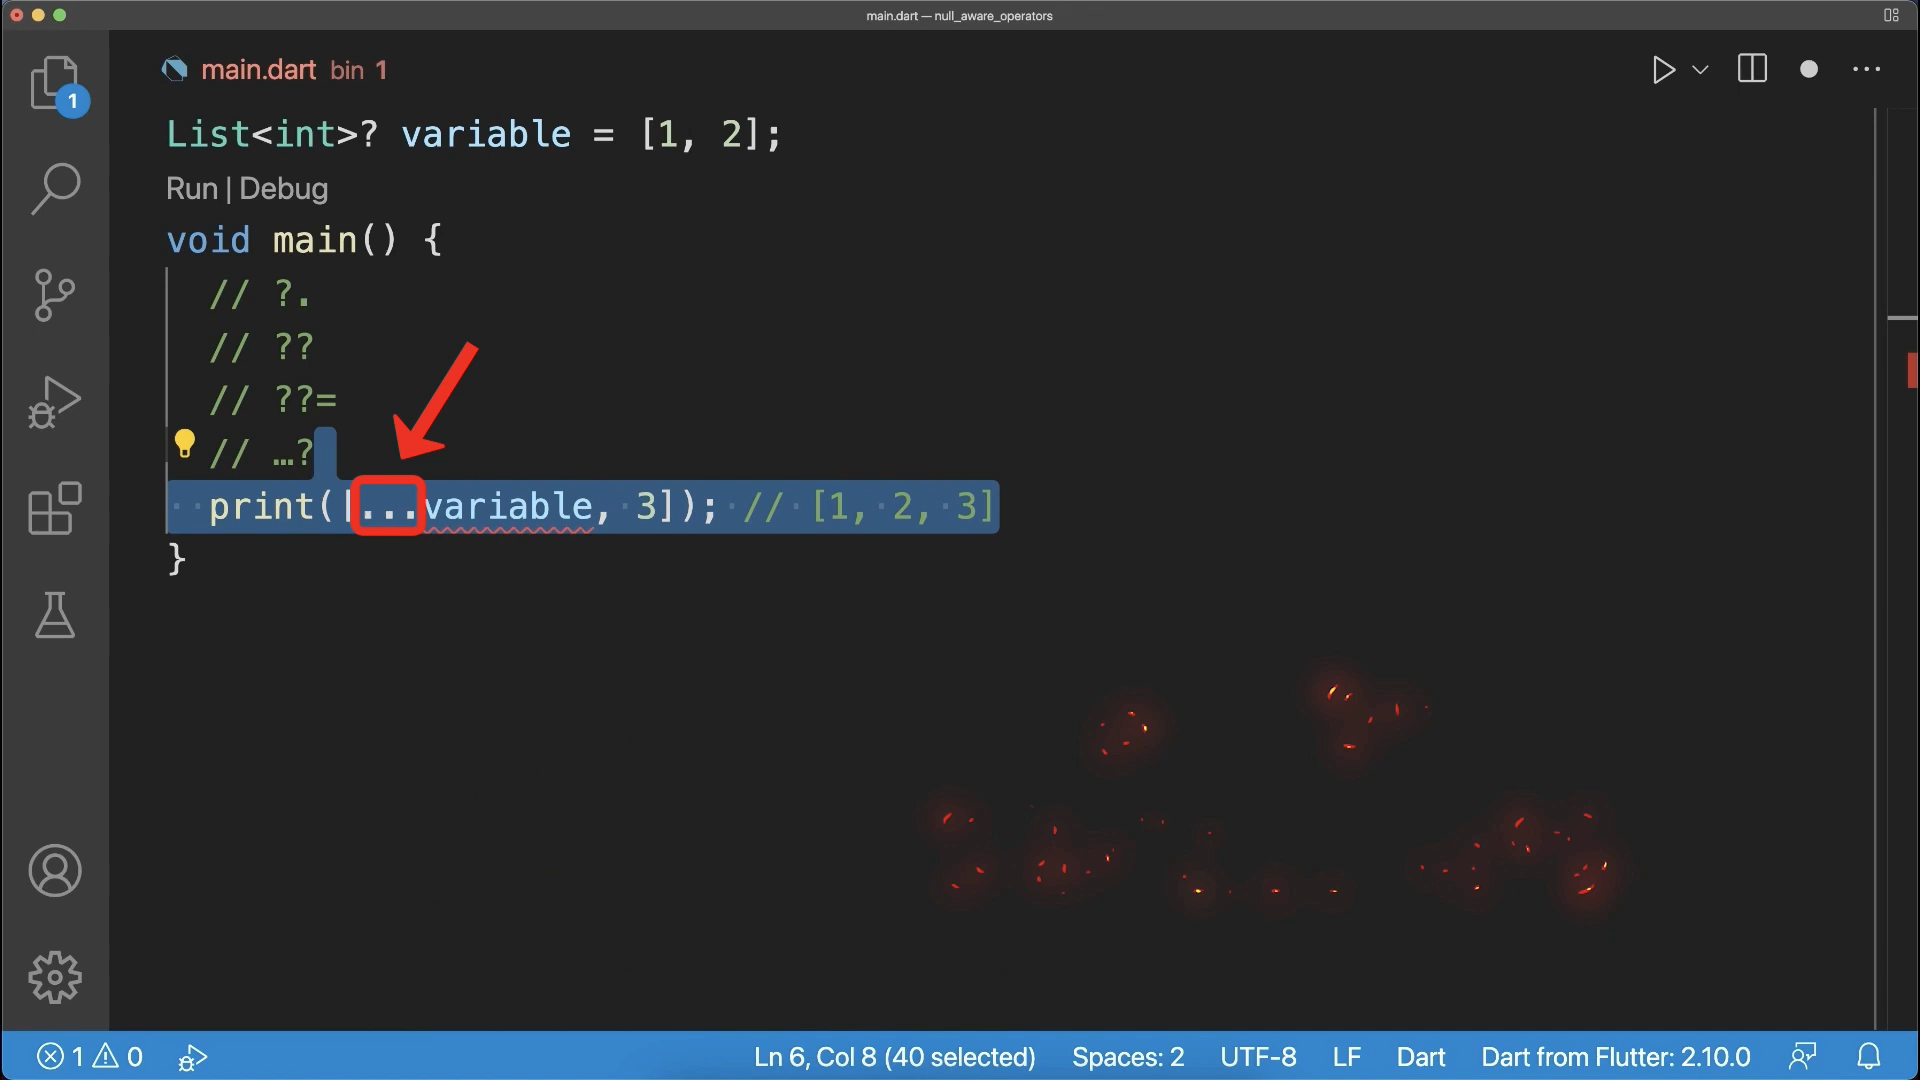 main.dart — null_aware_operators
main.dart bin 1
1
List<int>? variable = [1, 2];
Run | Debug
void main() {
// ?.
// ??
// ??=
// …?
print([...variable, 3]); // [1, 2, 3]
}
1 0
Ln 6, Col 8 (40 selected) Spaces: 2 UTF-8 LF Dart Dart from Flutter: 2.10.0